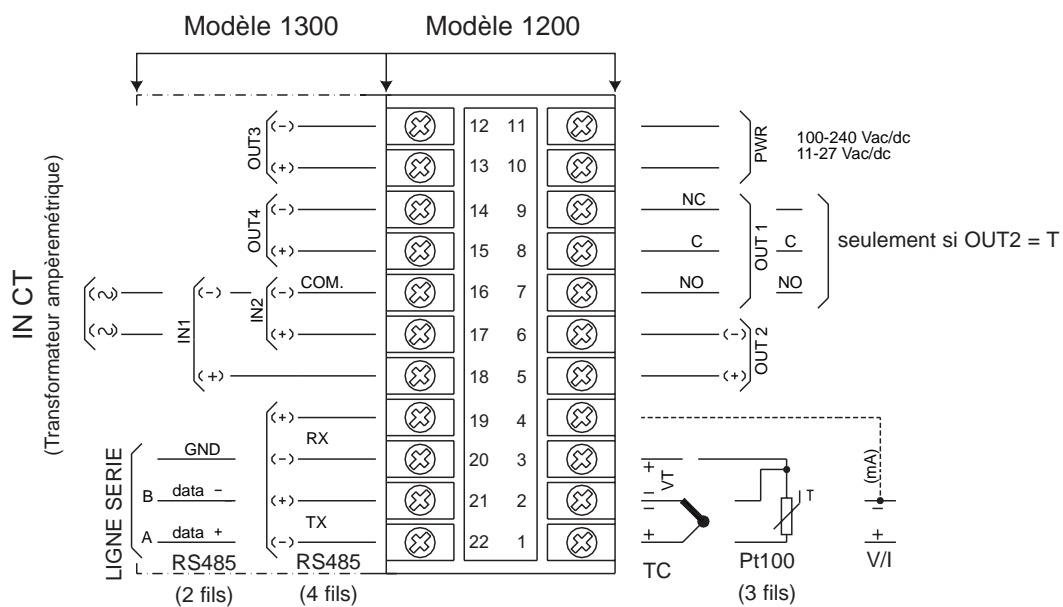 Modèle 1300 Modèle 1200
OUT3 (-) 12 11 PWR 100-240 Vac/dc
(+) 13 10 11-27 Vac/dc
OUT4 (-) 14 9 NC OUT 1
(+) 15 8 C C seulement si OUT2 = T
IN CT
(Transformateur ampèremétrique)
(~) IN1 (-) IN2 (-) COM. 16 7 NO NO
(~) (+) 17 6 (-) OUT 2
(+) 18 5 (+)
LIGNE SERIE
(+) 19 4 (mA)
RX
GND (-) 20 3 + VT
B data - (+) 21 2 - - T -
TX
A data + (-) 22 1 + +
RS485 RS485 TC Pt100 V/I
(2 fils) (4 fils) (3 fils)